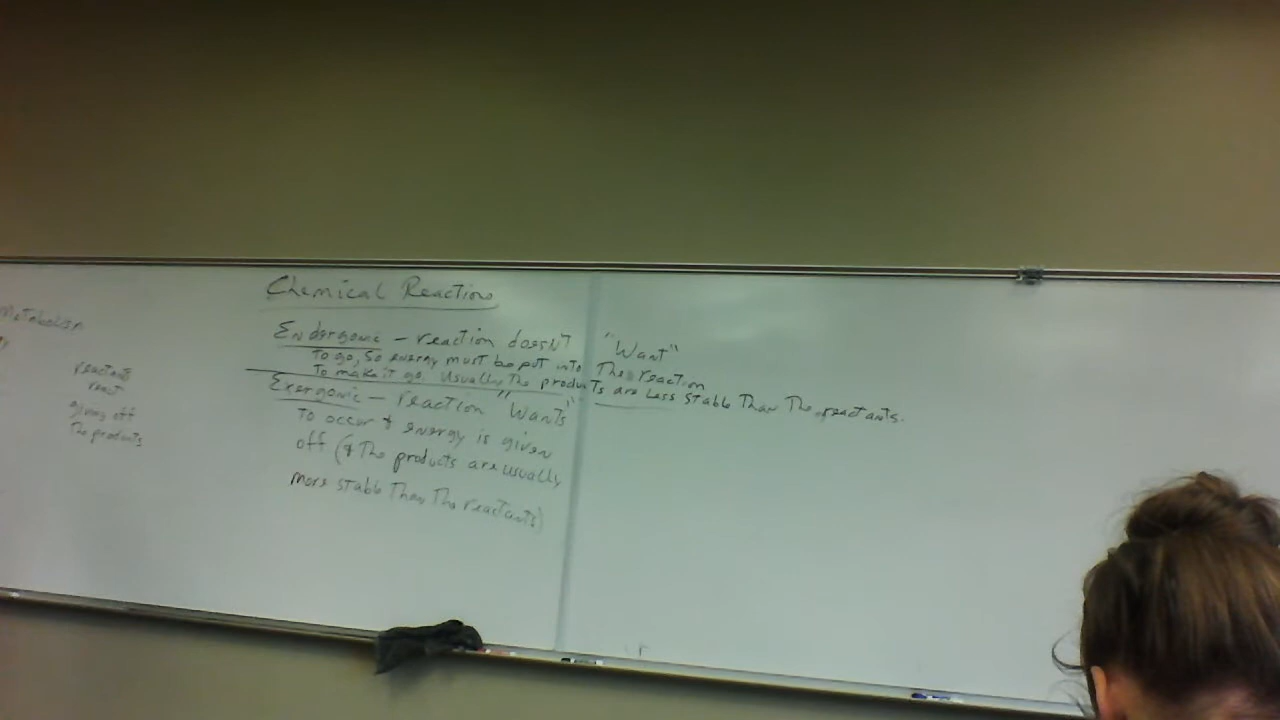 Metabolism
reactants
react
giving off
The products
Chemical Reactions
Endergonic - reaction doesn't "Want"
To go, So energy must be put into The reaction
To make it go. Usually The products are Less stable Than The reactants.
Exergonic - reaction "Wants"
To occur & energy is given
off (& The products are usually
more stable Than The reactants)